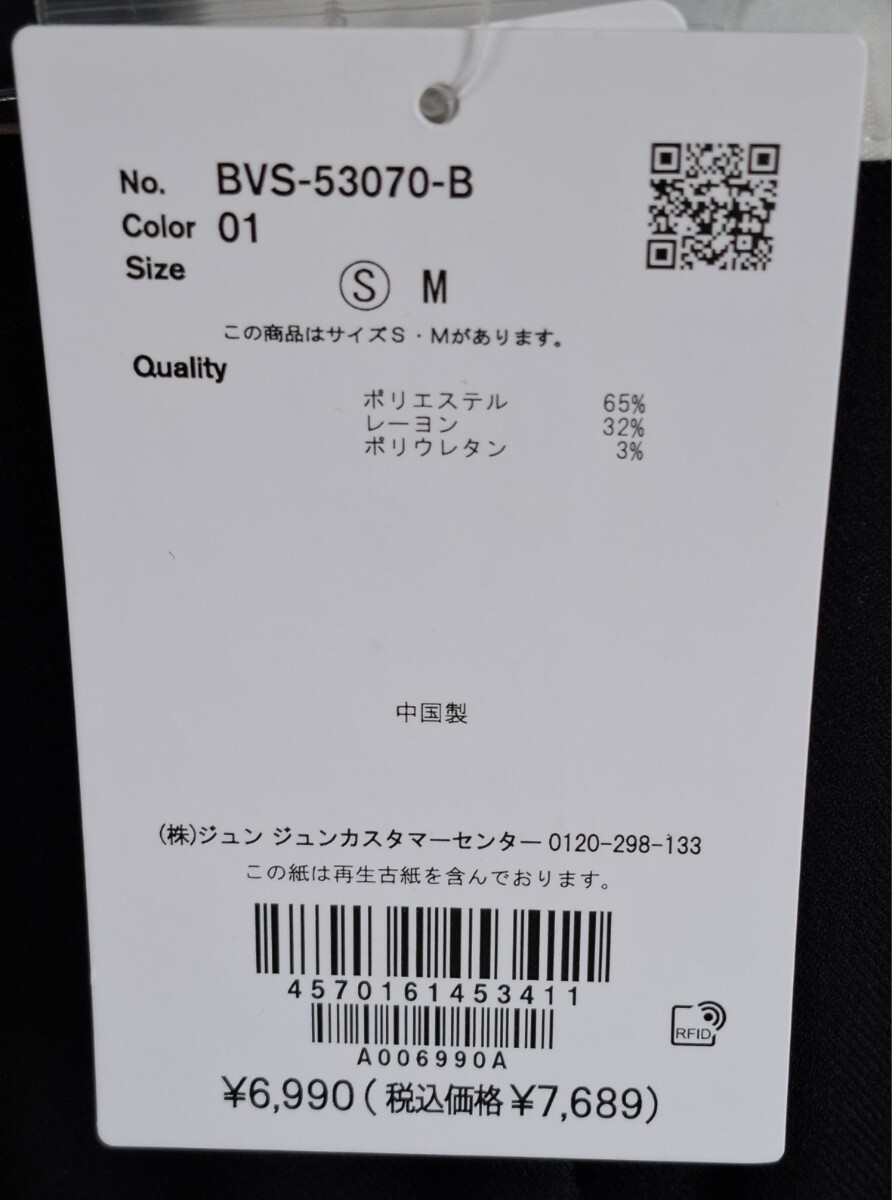 No. BVS-53070-B
Color 01
Size
Ⓢ M
この商品はサイズS・Mがあります。
Quality
ポリエステル 65%
レーヨン 32%
ポリウレタン 3%
中国製
(株)ジュン ジュンカスタマーセンター 0120-298-133
この紙は再生古紙を含んでおります。
4570161453411
RFID
A006990A
¥6,990(税込価格¥7,689)